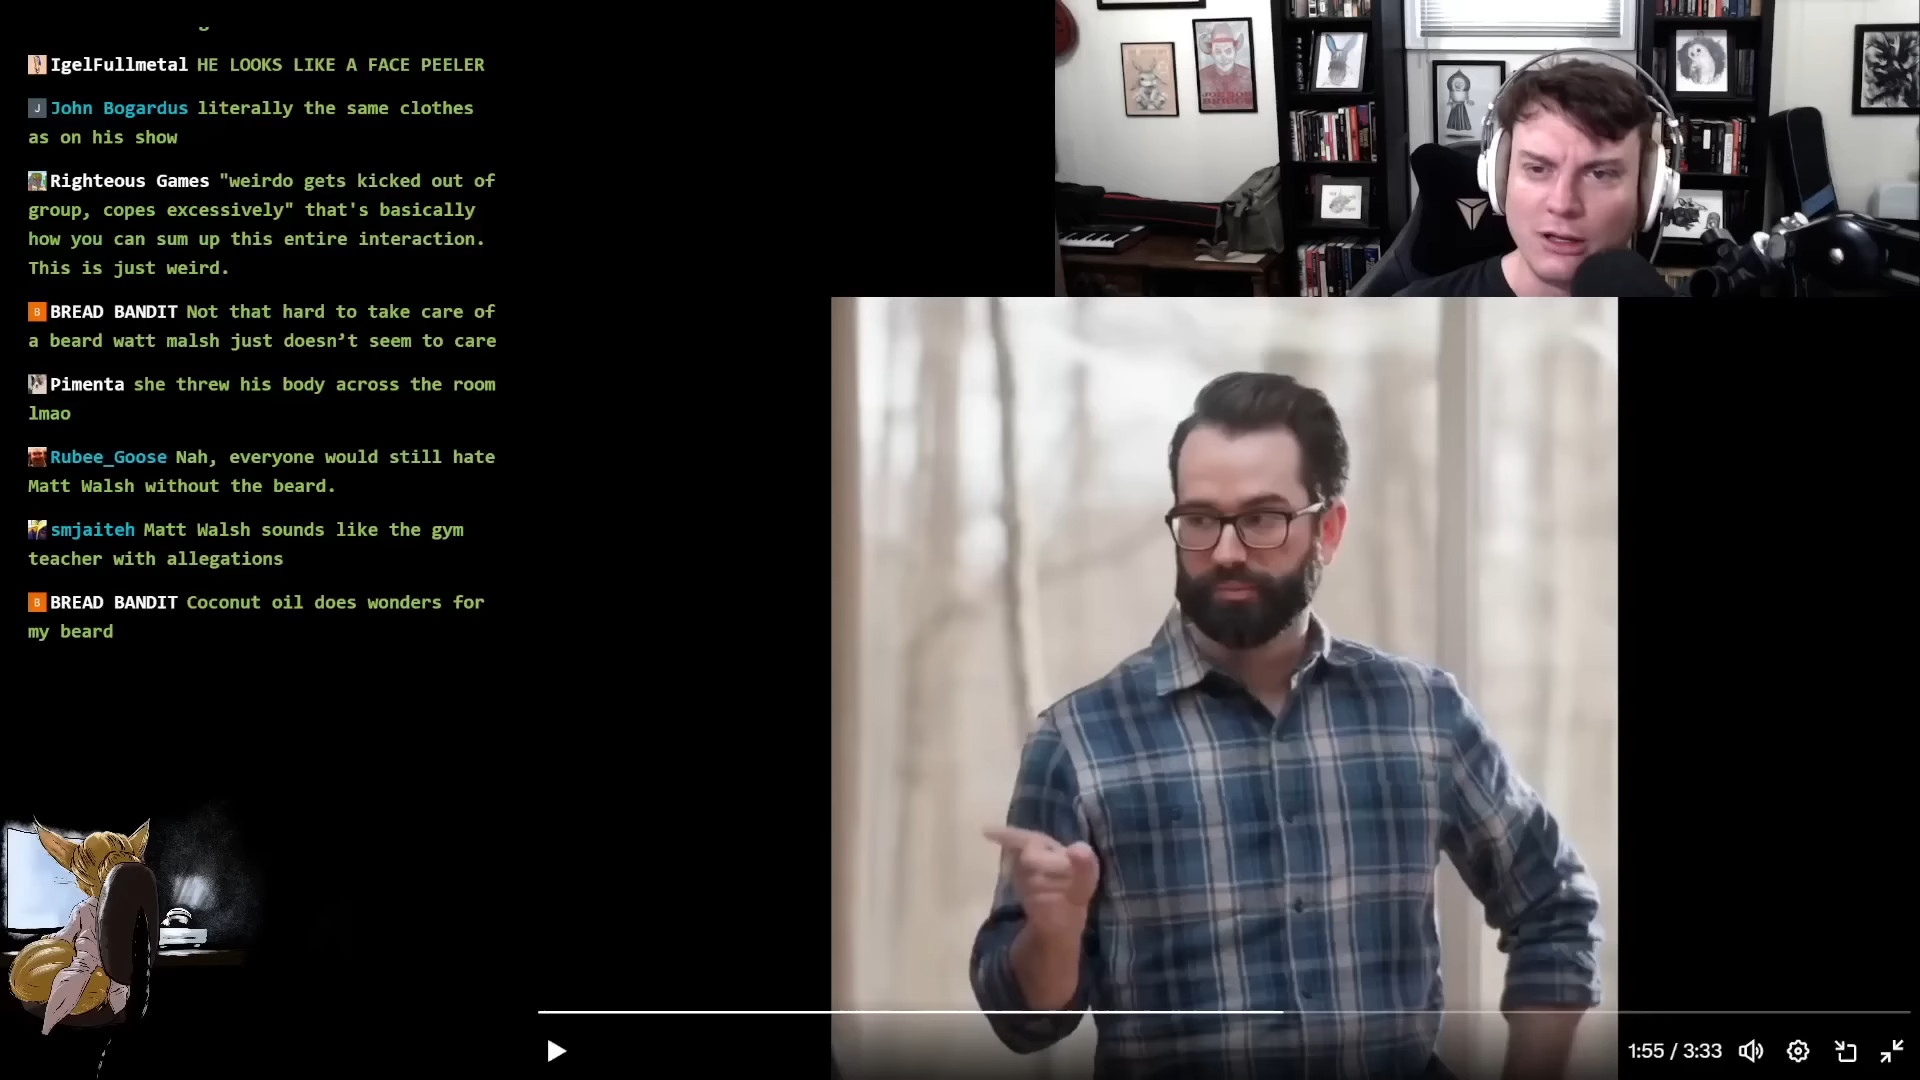 IgelFullmetal HE LOOKS LIKE A FACE PEELER
J John Bogardus literally the same clothes
as on his show
Righteous Games "weirdo gets kicked out of
group, copes excessively" that's basically
how you can sum up this entire interaction.
This is just weird.
B BREAD BANDIT Not that hard to take care of
a beard watt malsh just doesn’t seem to care
Pimenta she threw his body across the room
lmao
Rubee_Goose Nah, everyone would still hate
Matt Walsh without the beard.
smjaiteh Matt Walsh sounds like the gym
teacher with allegations
B BREAD BANDIT Coconut oil does wonders for
my beard
1:55 / 3:33